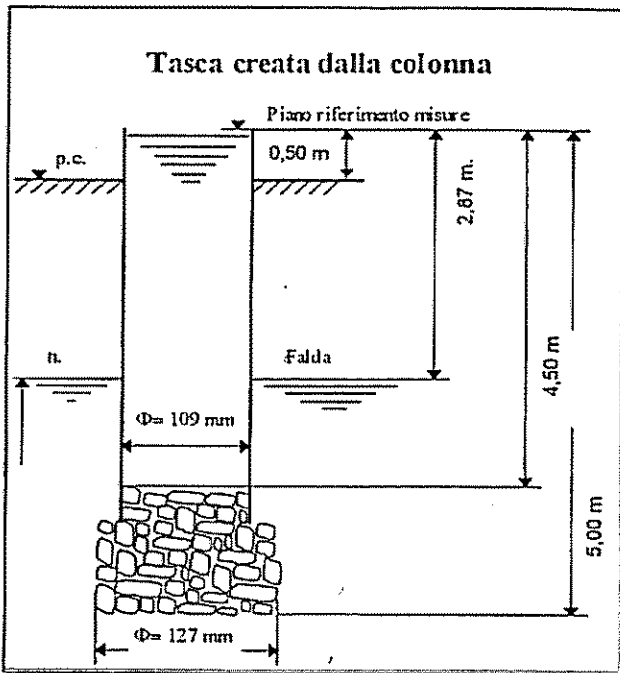 Tasca creata dalla colonna
Piano riferimento misure
p.c.
0,50 m
2,87 m.
n.
Falda
4,50 m
Φ= 109 mm
5,00 m
Φ= 127 mm